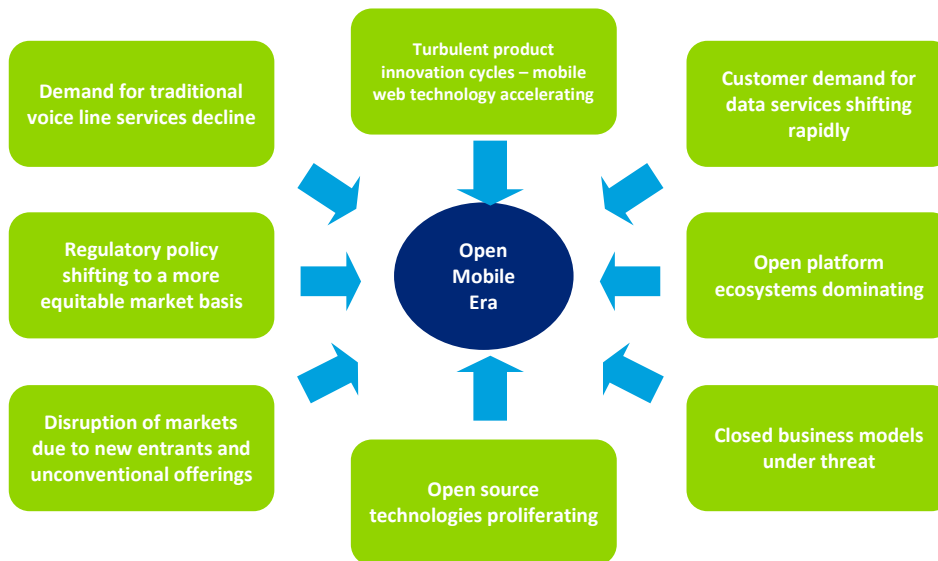 Turbulent product
innovation cycles – mobile
web technology accelerating
Demand for traditional
voice line services decline
Customer demand for
data services shifting
rapidly
Regulatory policy
shifting to a more
equitable market basis
Open
Mobile
Era
Open platform
ecosystems dominating
Disruption of markets
due to new entrants and
unconventional offerings
Open source
technologies proliferating
Closed business models
under threat